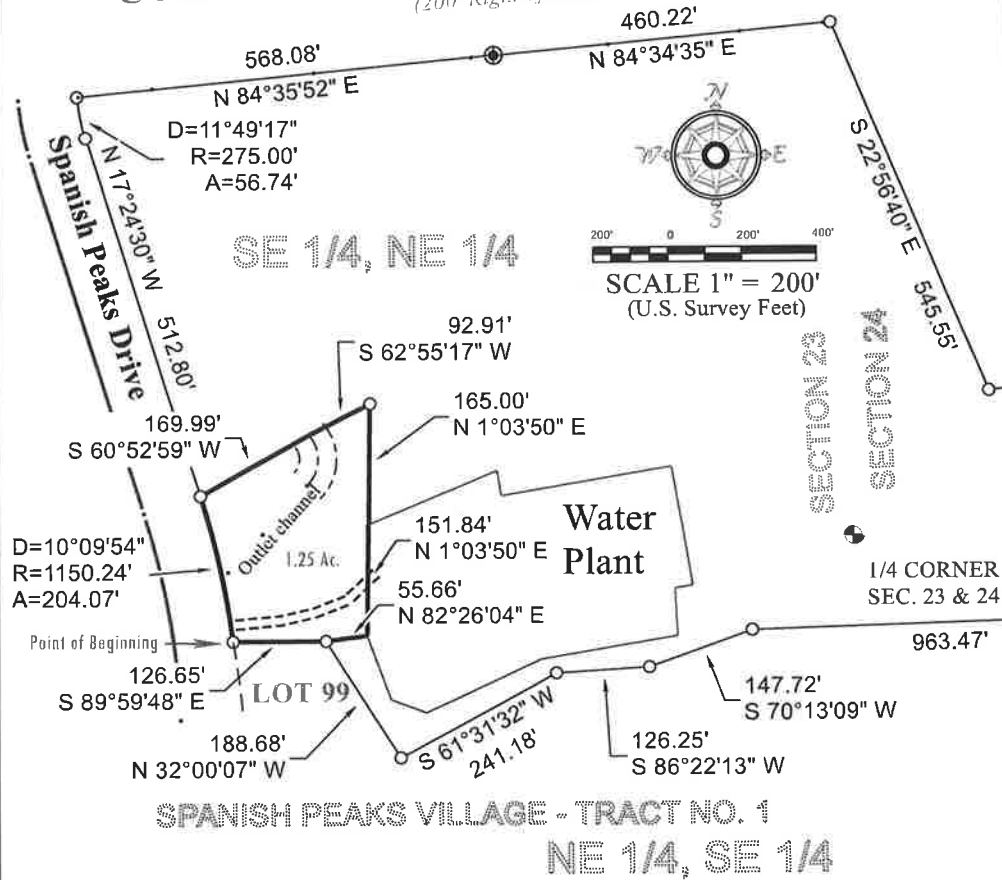 460.22'
568.08'
N 84°35'52" E
N 84°34'35" E
D=11°49'17"
R=275.00'
A=56.74'
N
W
E
S
Spanish Peaks Drive
N 17°24'30" W 512.80'
S 22°56'40" E 545.55'
SE 1/4, NE 1/4
200' 0 200' 400'
SCALE 1" = 200'
(U.S. Survey Feet)
SECTION 23
SECTION 24
92.91'
S 62°55'17" W
165.00'
N 1°03'50" E
169.99'
S 60°52'59" W
Outlet channel
1.25 Ac.
Water
Plant
151.84'
N 1°03'50" E
D=10°09'54"
R=1150.24'
A=204.07'
55.66'
N 82°26'04" E
1/4 CORNER
SEC. 23 & 24
Point of Beginning
963.47'
126.65'
S 89°59'48" E
LOT 99
147.72'
S 70°13'09" W
188.68'
N 32°00'07" W
S 61°31'32" W
241.18'
126.25'
S 86°22'13" W
SPANISH PEAKS VILLAGE - TRACT NO. 1
NE 1/4, SE 1/4